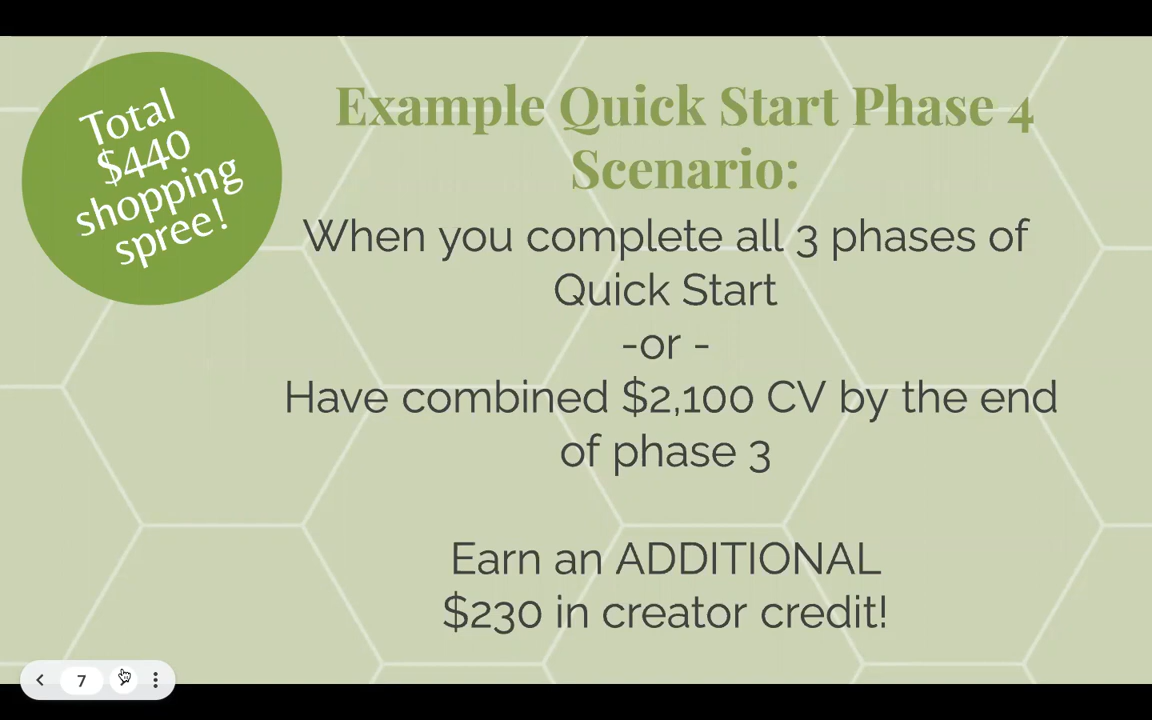 Total
$440
shopping
spree!
Example Quick Start Phase 4
Scenario:
When you complete all 3 phases of
Quick Start
-or -
Have combined $2,100 CV by the end
of phase 3
Earn an ADDITIONAL
$230 in creator credit!
7